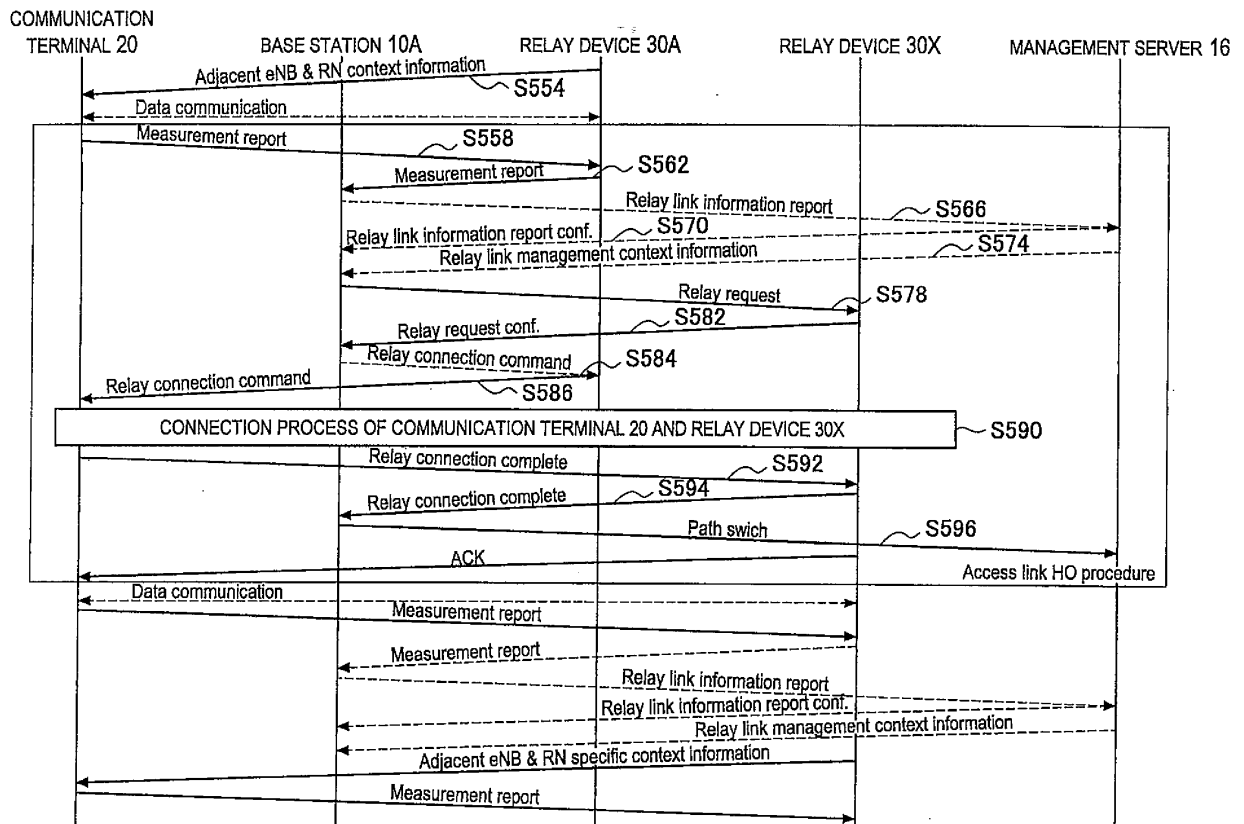 COMMUNICATION
TERMINAL 20 BASE STATION 10A RELAY DEVICE 30A RELAY DEVICE 30X MANAGEMENT SERVER 16
Adjacent eNB & RN context information
S554
Data communication
Measurement report
S558
Measurement report
S562
Relay link information report
S566
Relay link information report conf.
S570
Relay link management context information
S574
Relay request
S578
Relay request conf.
S582
Relay connection command
S584
Relay connection command
S586
CONNECTION PROCESS OF COMMUNICATION TERMINAL 20 AND RELAY DEVICE 30X
S590
Relay connection complete
S592
Relay connection complete
S594
Path swich
S596
ACK
Access link HO procedure
Data communication
Measurement report
Measurement report
Relay link information report
Relay link information report conf.
Relay link management context information
Adjacent eNB & RN specific context information
Measurement report